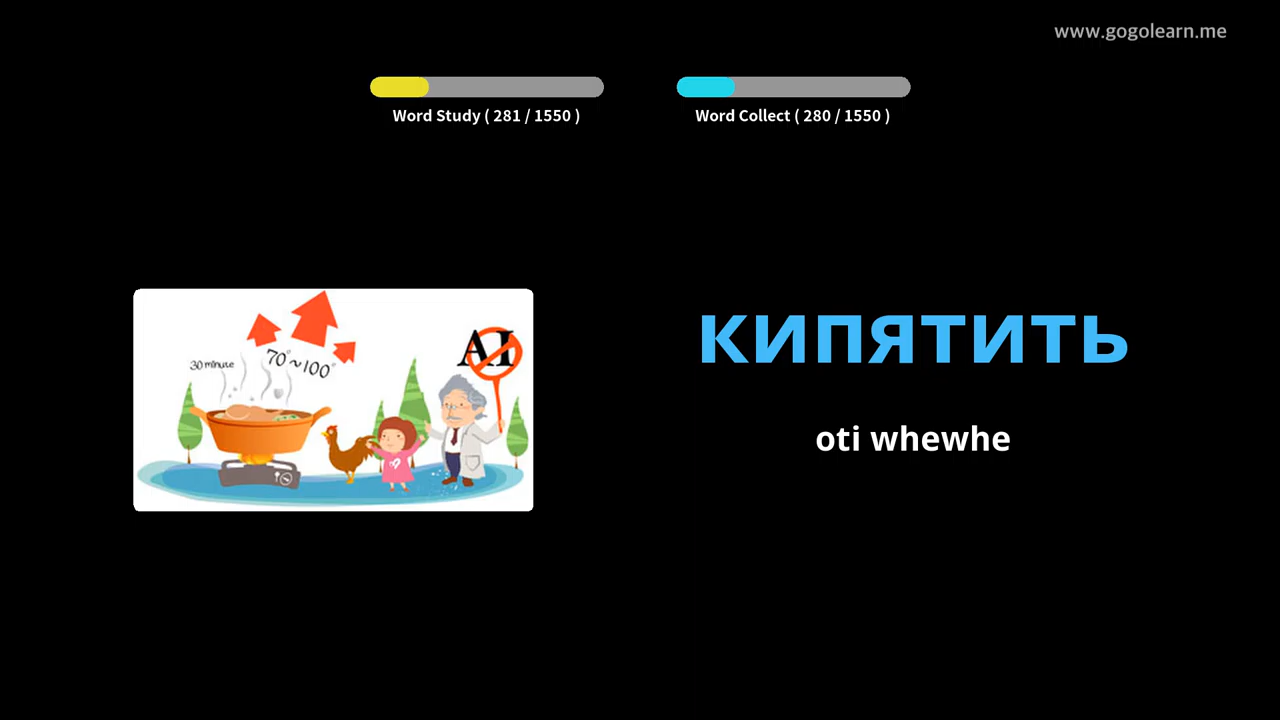 www.gogolearn.me
Word Study ( 281 / 1550 )
Word Collect ( 280 / 1550 )
30 minute
70°~100°
AI
кипятить
oti whewhe